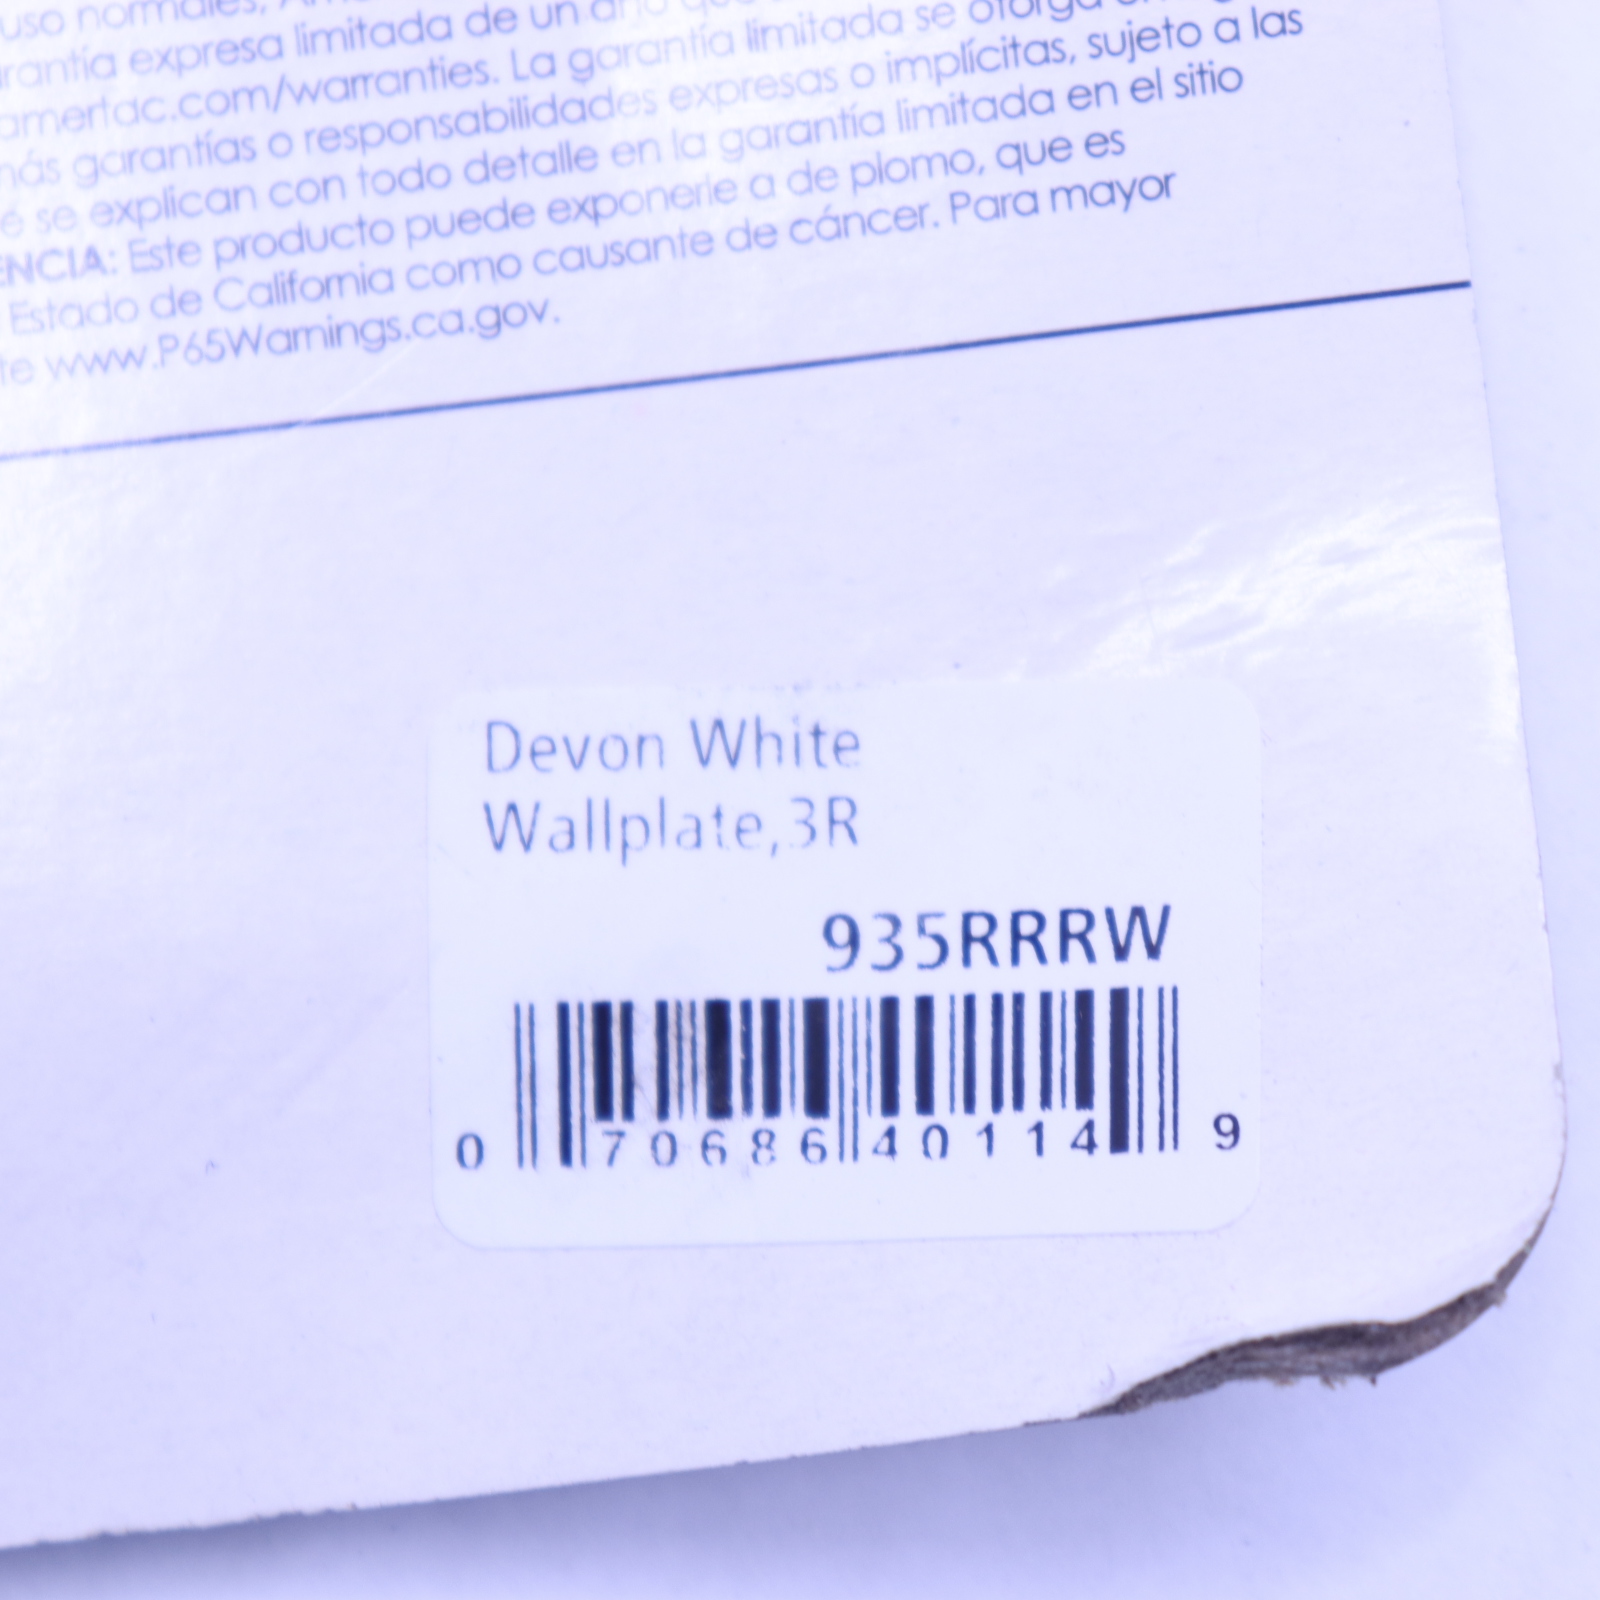 uso normales,
expresa limitada de un año
amertac.com/warranties. La garantía limitada se otorga
más garantías o responsabilidades expresas o implícitas, sujeto a las
se explican con todo detalle en la garantía limitada en el sitio
ENCIA: Este producto puede exponerle a de plomo, que es
Estado de California como causante de cáncer. Para mayor
te www.P65Warnings.ca.gov.
Devon White
Wallplate,3R
935RRRW
0 70686 40114 9